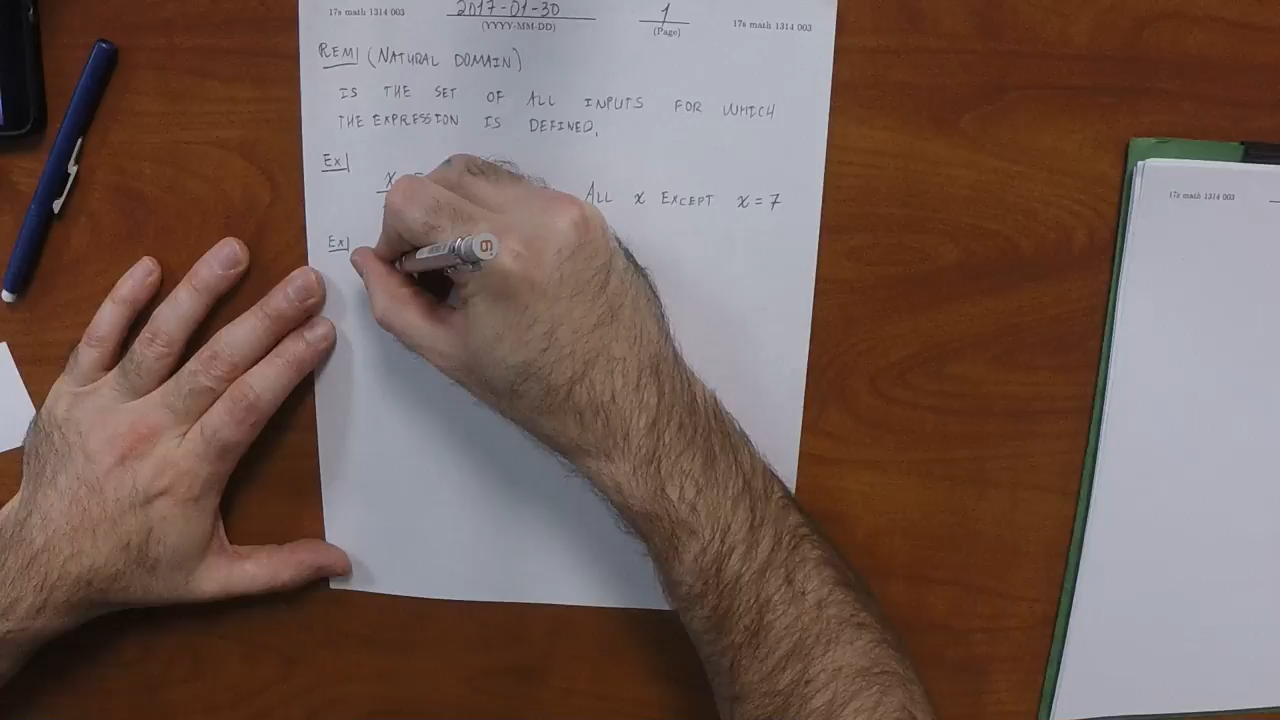 17s math 1314 003 2017-01-30 1 17s math 1314 003
(YYYY-MM-DD) (Page)
REM (NATURAL DOMAIN)
IS THE SET OF ALL INPUTS FOR WHICH
THE EXPRESSION IS DEFINED.
Ex
x
ALL x EXCEPT x = 7
Ex
6
17s math 1314 003